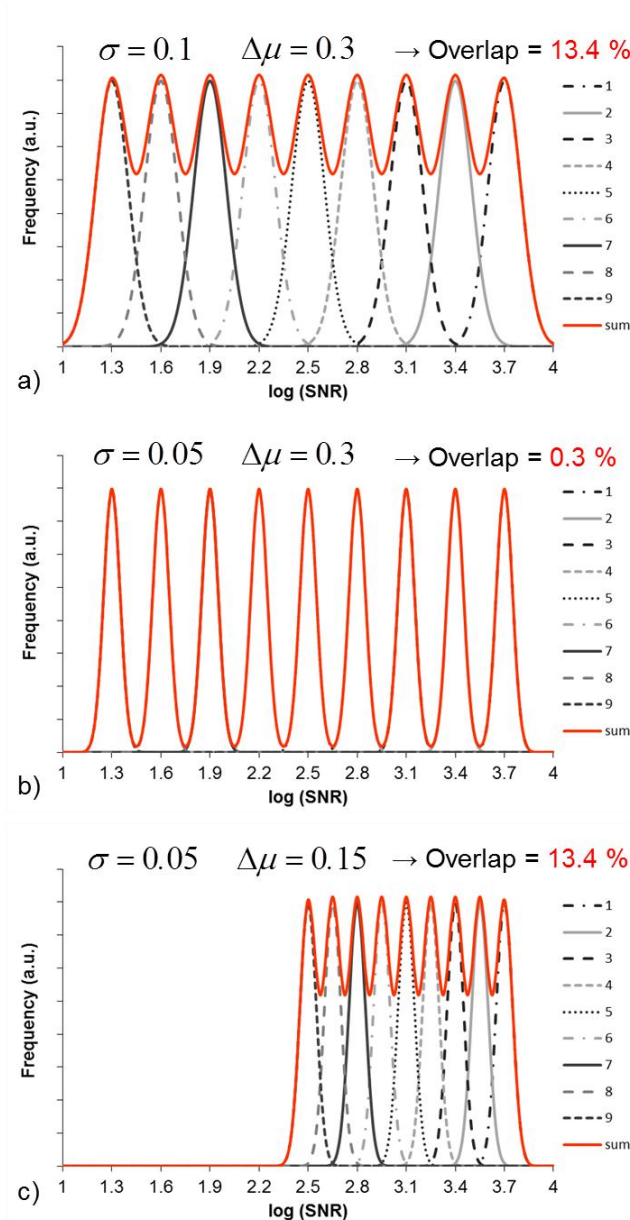 σ = 0.1 Δμ = 0.3 → Overlap = 13.4 %
Frequency (a.u.)
1
2
3
4
5
6
7
8
9
sum
1 1.3 1.6 1.9 2.2 2.5 2.8 3.1 3.4 3.7 4
log (SNR)
a)
σ = 0.05 Δμ = 0.3 → Overlap = 0.3 %
Frequency (a.u.)
1
2
3
4
5
6
7
8
9
sum
1 1.3 1.6 1.9 2.2 2.5 2.8 3.1 3.4 3.7 4
log (SNR)
b)
σ = 0.05 Δμ = 0.15 → Overlap = 13.4 %
Frequency (a.u.)
1
2
3
4
5
6
7
8
9
sum
1 1.3 1.6 1.9 2.2 2.5 2.8 3.1 3.4 3.7 4
log (SNR)
c)